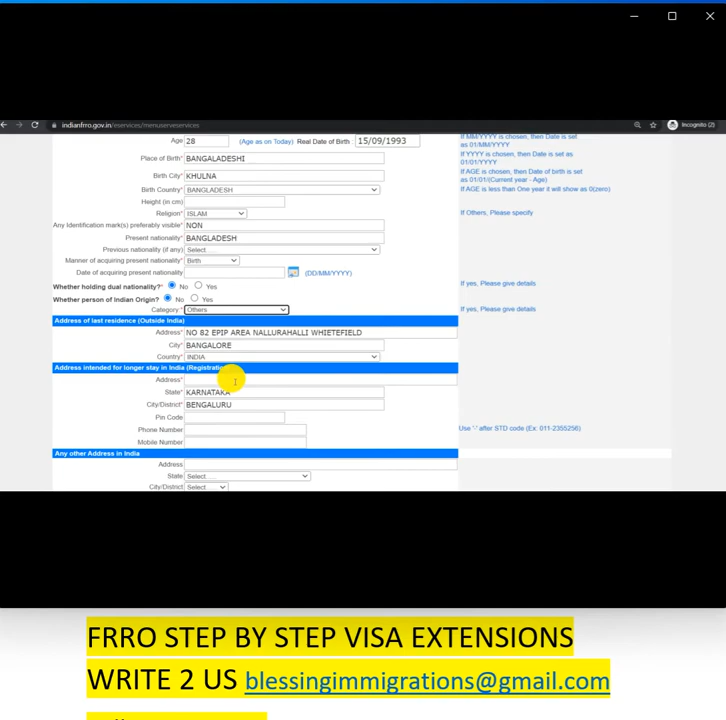 indianfrro.gov.in/eservices/menuserveservices Incognito (2)
Age 28 (Age as on Today) Real Date of Birth : 15/09/1993
If MM/YYYY is chosen, then Date is set
as 01/MM/YYYY
Place of Birth* BANGALADESHI
If YYYY is chosen, then Date is set as
01/01/YYYY
Birth City* KHULNA
If AGE is chosen, then Date of birth is set
as 01/01/(Current year - Age)
Birth Country* BANGLADESH
If AGE is less than One year it will show as 0(zero)
Height (in cm)
Religion* ISLAM If Others, Please specify
Any Identification mark(s) preferably visible* NON
Present nationality* BANGLADESH
Previous nationality (if any) Select......
Manner of acquiring present nationality* Birth
Date of acquiring present nationality (DD/MM/YYYY)
Whether holding dual nationality?* No Yes If yes, Please give details
Whether person of Indian Origin?* No Yes
Category:* Others If yes, Please give details
Address of last residence (Outside India)
Address* NO 82 EPIP AREA NALLURAHALLI WHIETEFIELD
City* BANGALORE
Country* INDIA
Address intended for longer stay in India (Registration
Address*
State* KARNATAKA
City/District* BENGALURU
Pin Code
Phone Number Use '-' after STD code (Ex: 011-2355256)
Mobile Number
Any other Address in India
Address
State Select......
City/District Select......
FRRO STEP BY STEP VISA EXTENSIONS
WRITE 2 US blessingimmigrations@gmail.com